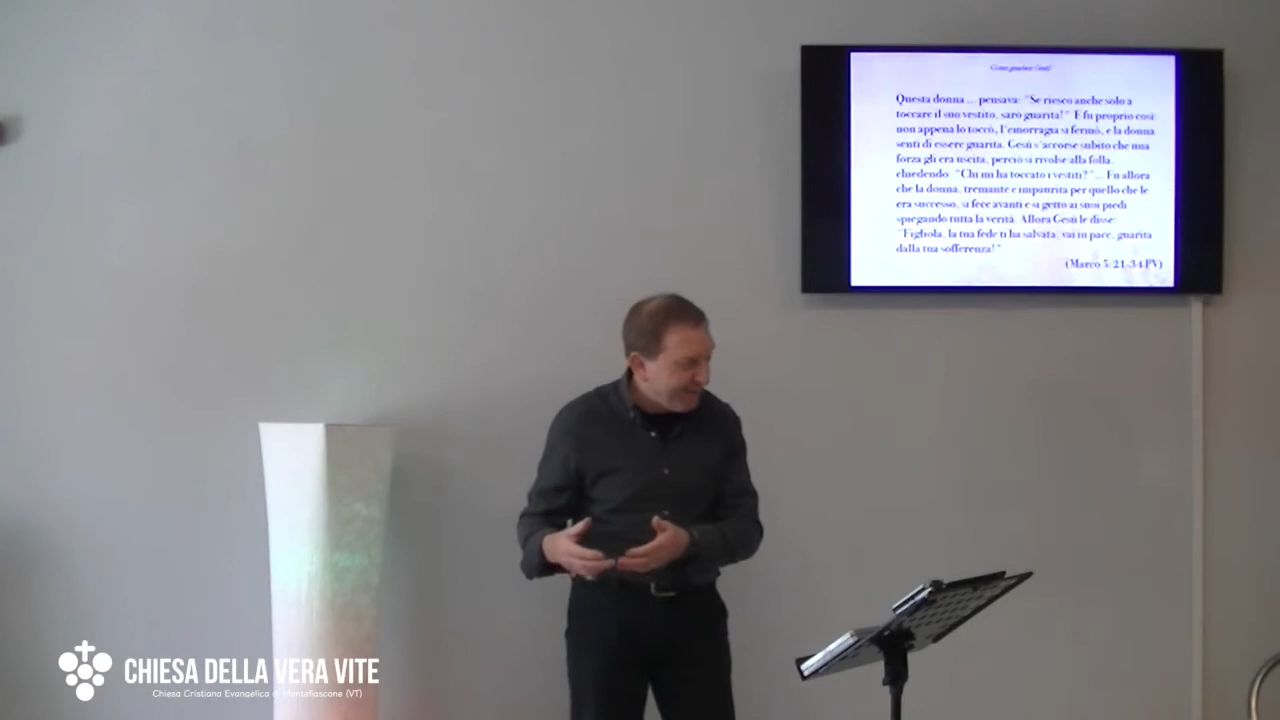 Come guarisce Gesù?
Questa donna ... pensava: "Se riesco anche solo a
toccare il suo vestito, sarò guarita!" E fu proprio così:
non appena lo toccò, l'emorragia si fermò, e la donna
sentì di essere guarita. Gesù s'accorse subito che una
forza gli era uscita, perciò si rivolse alla folla,
chiedendo: "Chi mi ha toccato i vestiti?"... Fu allora
che la donna, tremante e impaurita per quello che le
era successo, si fece avanti e si gettò ai suoi piedi
spiegando tutta la verità. Allora Gesù le disse:
"Figliola, la tua fede ti ha salvata; vai in pace, guarita
dalla tua sofferenza!"
(Marco 5:21-34 PV)
CHIESA DELLA VERA VITE
Chiesa Cristiana Evangelica di Montefiascone (VT)